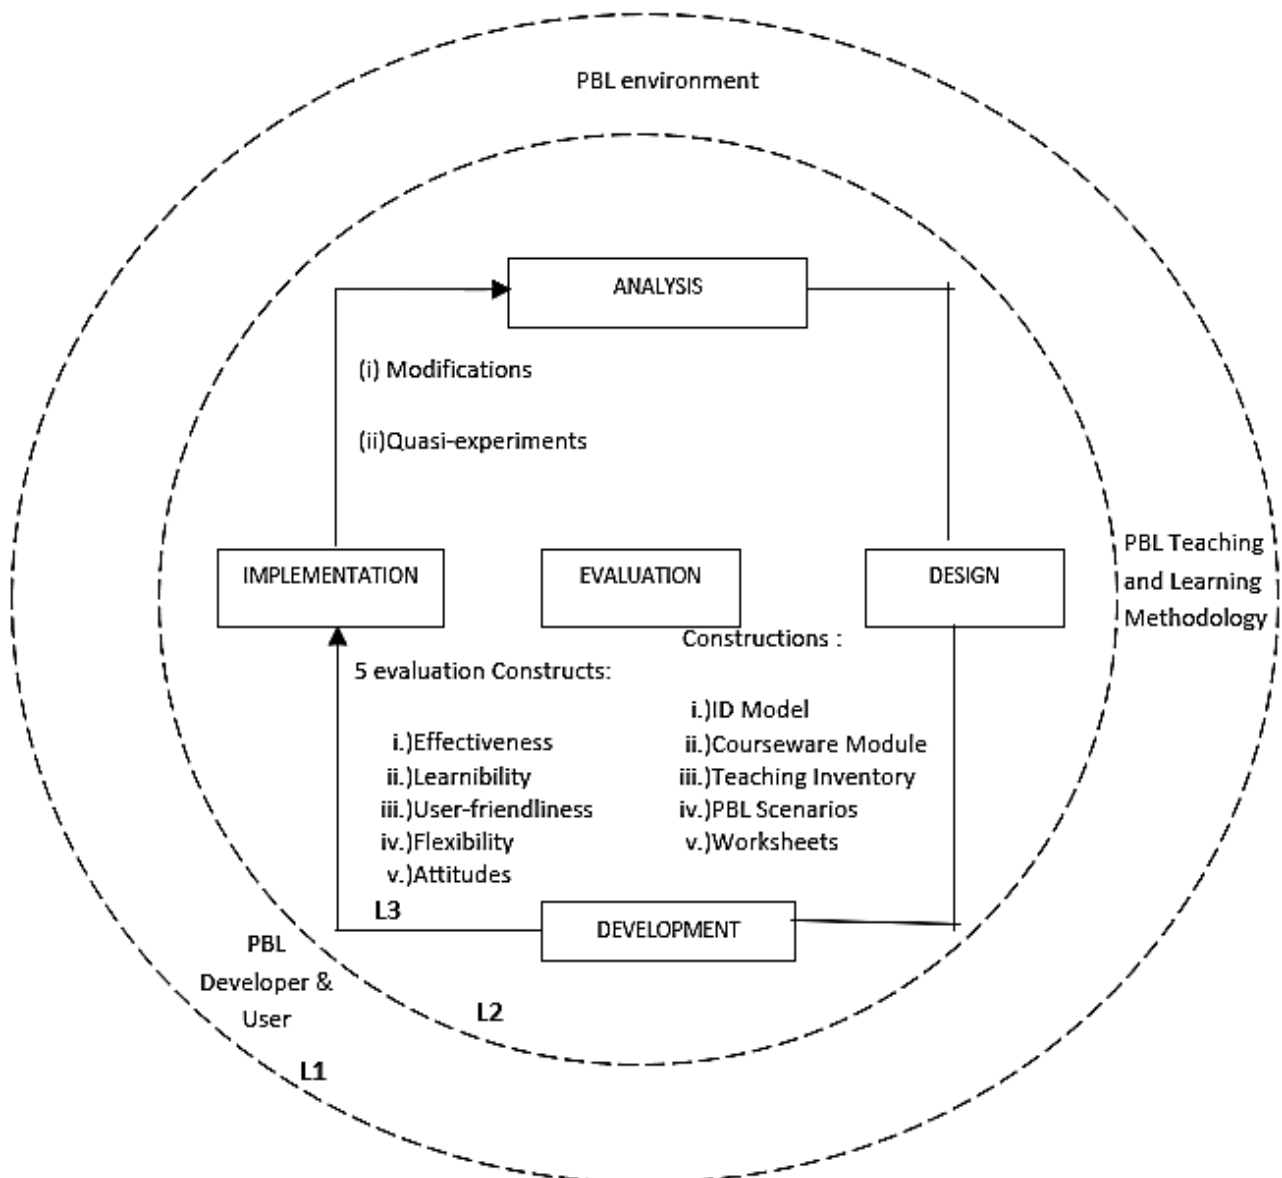 PBL environment
ANALYSIS
(i) Modifications
(ii)Quasi-experiments
IMPLEMENTATION
EVALUATION
DESIGN
PBL Teaching
and Learning
Methodology
Constructions :
i.)ID Model
ii.)Courseware Module
iii.)Teaching Inventory
iv.)PBL Scenarios
v.)Worksheets
5 evaluation Constructs:
i.)Effectiveness
ii.)Learnibility
iii.)User-friendliness
iv.)Flexibility
v.)Attitudes
L3
DEVELOPMENT
PBL
Developer &
User
L2
L1